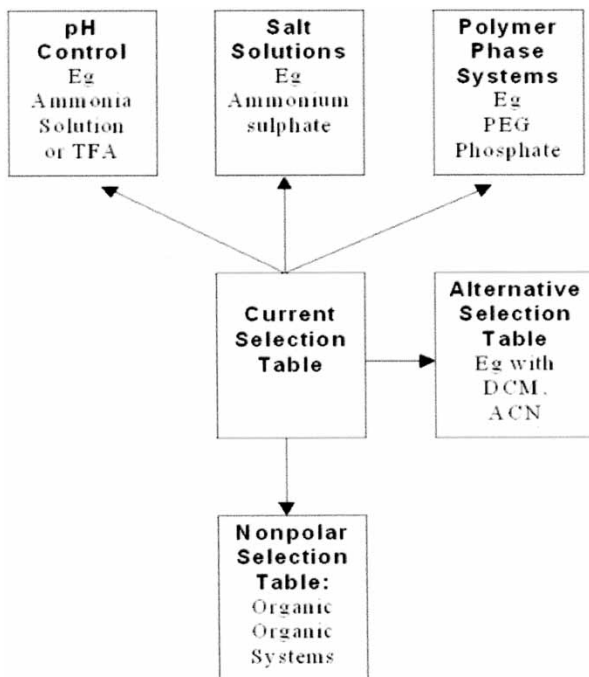 pH
Control
Eg
Ammonia
Solution
or TFA
Salt
Solutions
Eg
Ammonium
sulphate
Polymer
Phase
Systems
Eg
PEG
Phosphate
Current
Selection
Table
Alternative
Selection
Table
Eg with
DCM,
ACN
Nonpolar
Selection
Table:
Organic
Organic
Systems